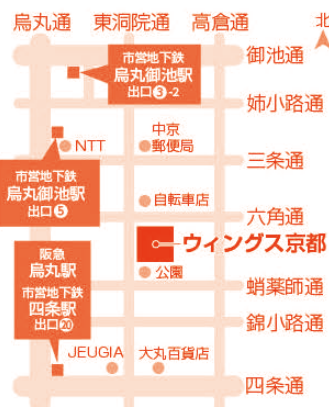 烏丸通 東洞院通 高倉通 北
御池通
市営地下鉄
烏丸御池駅
出口③-2
姉小路通
NTT
中京
郵便局
三条通
市営地下鉄
烏丸御池駅
出口⑤
自転車店
六角通
ウィングス京都
阪急
烏丸駅
市営地下鉄
四条駅
出口⑳
公園
蛸薬師通
錦小路通
JEUGIA 大丸百貨店
四条通